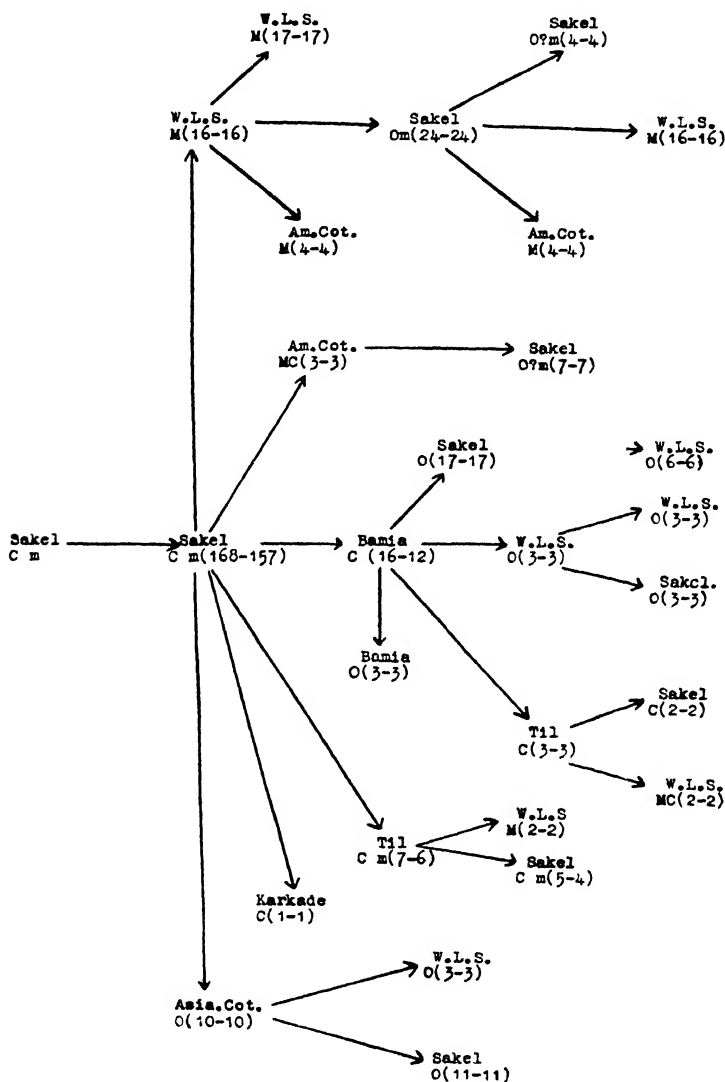 W.L.S.
M(17-17)
Sakel
O?m(4-4)
W.L.S.
M(16-16)
Sakel
Om(24-24)
W.L.S.
M(16-16)
Am.Cot.
M(4-4)
Am.Cot.
M(4-4)
Am.Cot.
MC(3-3)
Sakel
O?m(7-7)
Sakel
O(17-17)
W.L.S.
O(6-6)
W.L.S.
O(3-3)
Sakel
C m
Sakel
C m(168-157)
Bamia
C (16-12)
W.L.S.
O(3-3)
Sakcl.
O(3-3)
Bamia
O(3-3)
Sakel
C(2-2)
Til
C(3-3)
W.L.S.
MC(2-2)
W.L.S
M(2-2)
Til
C m(7-6)
Sakel
C m(5-4)
Karkade
C(1-1)
W.L.S.
O(3-3)
Asia.Cot.
O(10-10)
Sakel
O(11-11)